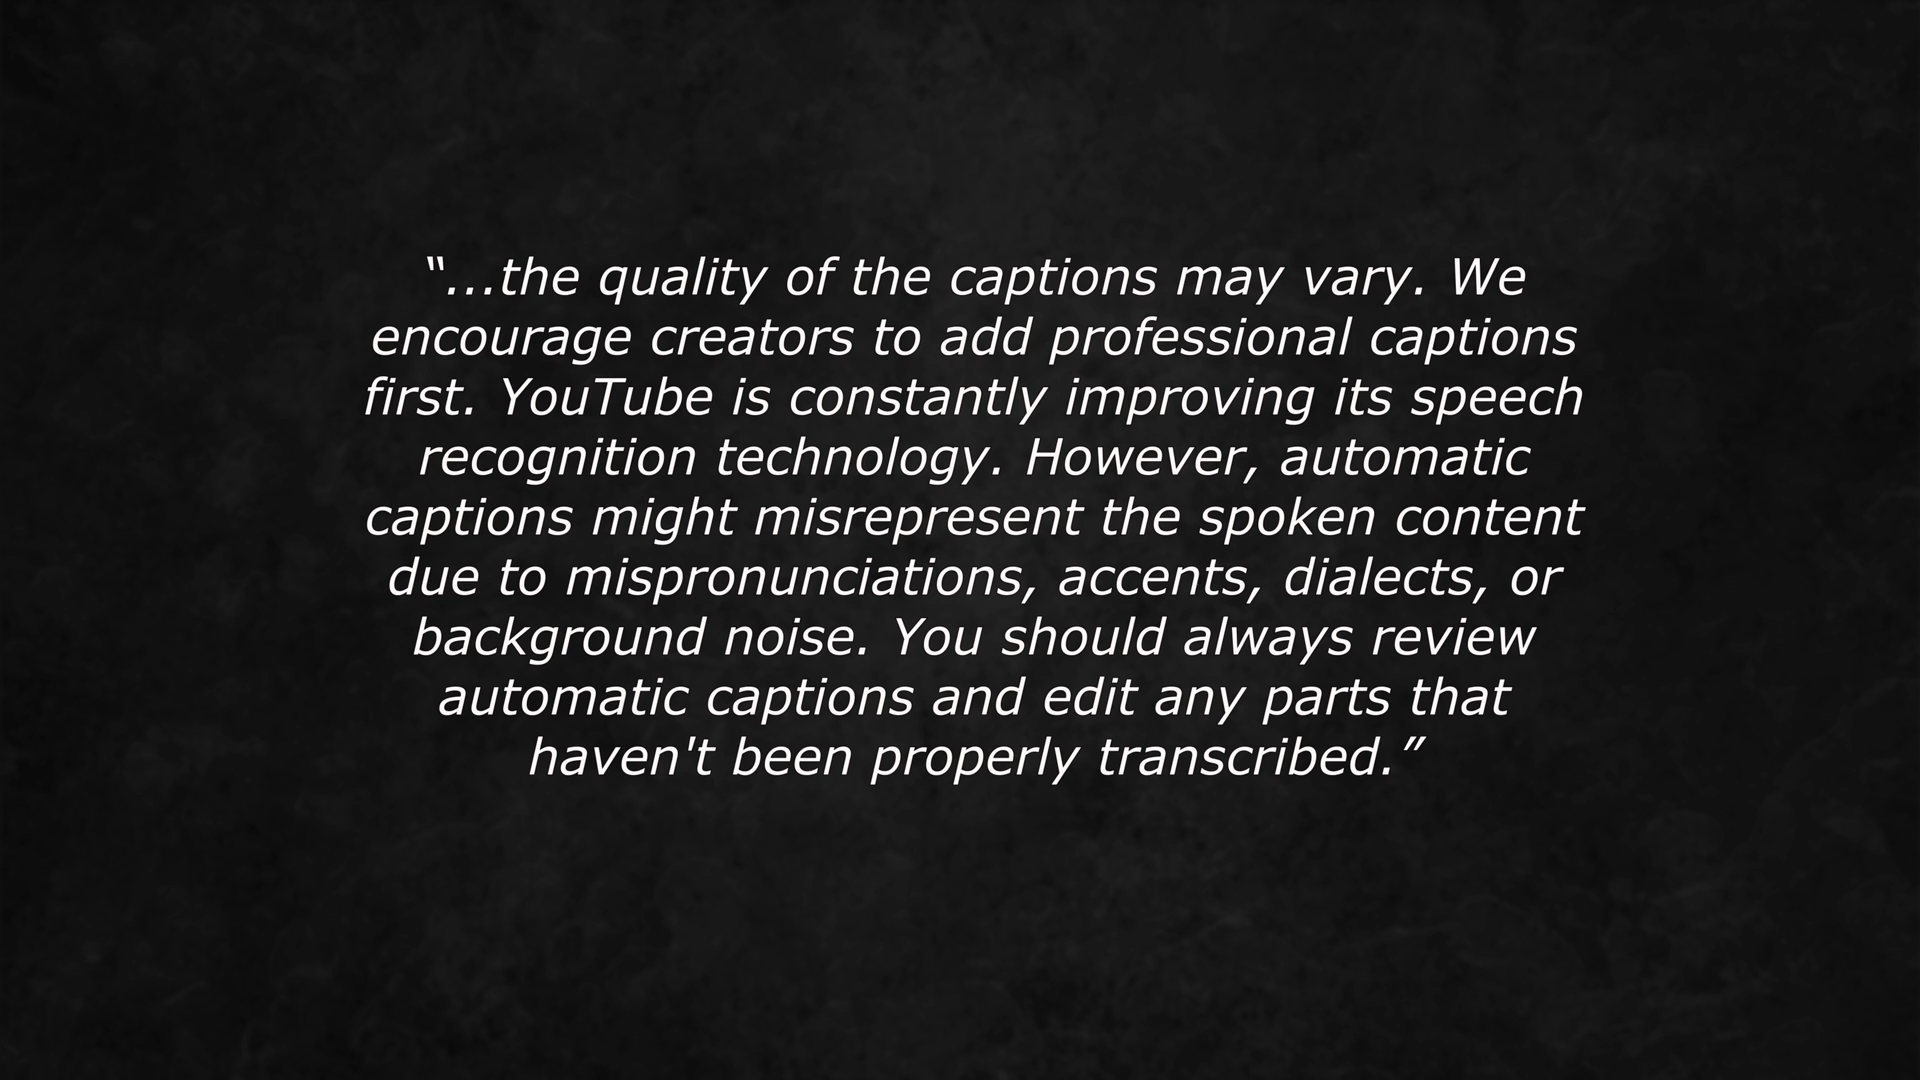 “...the quality of the captions may vary. We
encourage creators to add professional captions
first. YouTube is constantly improving its speech
recognition technology. However, automatic
captions might misrepresent the spoken content
due to mispronunciations, accents, dialects, or
background noise. You should always review
automatic captions and edit any parts that
haven't been properly transcribed.”